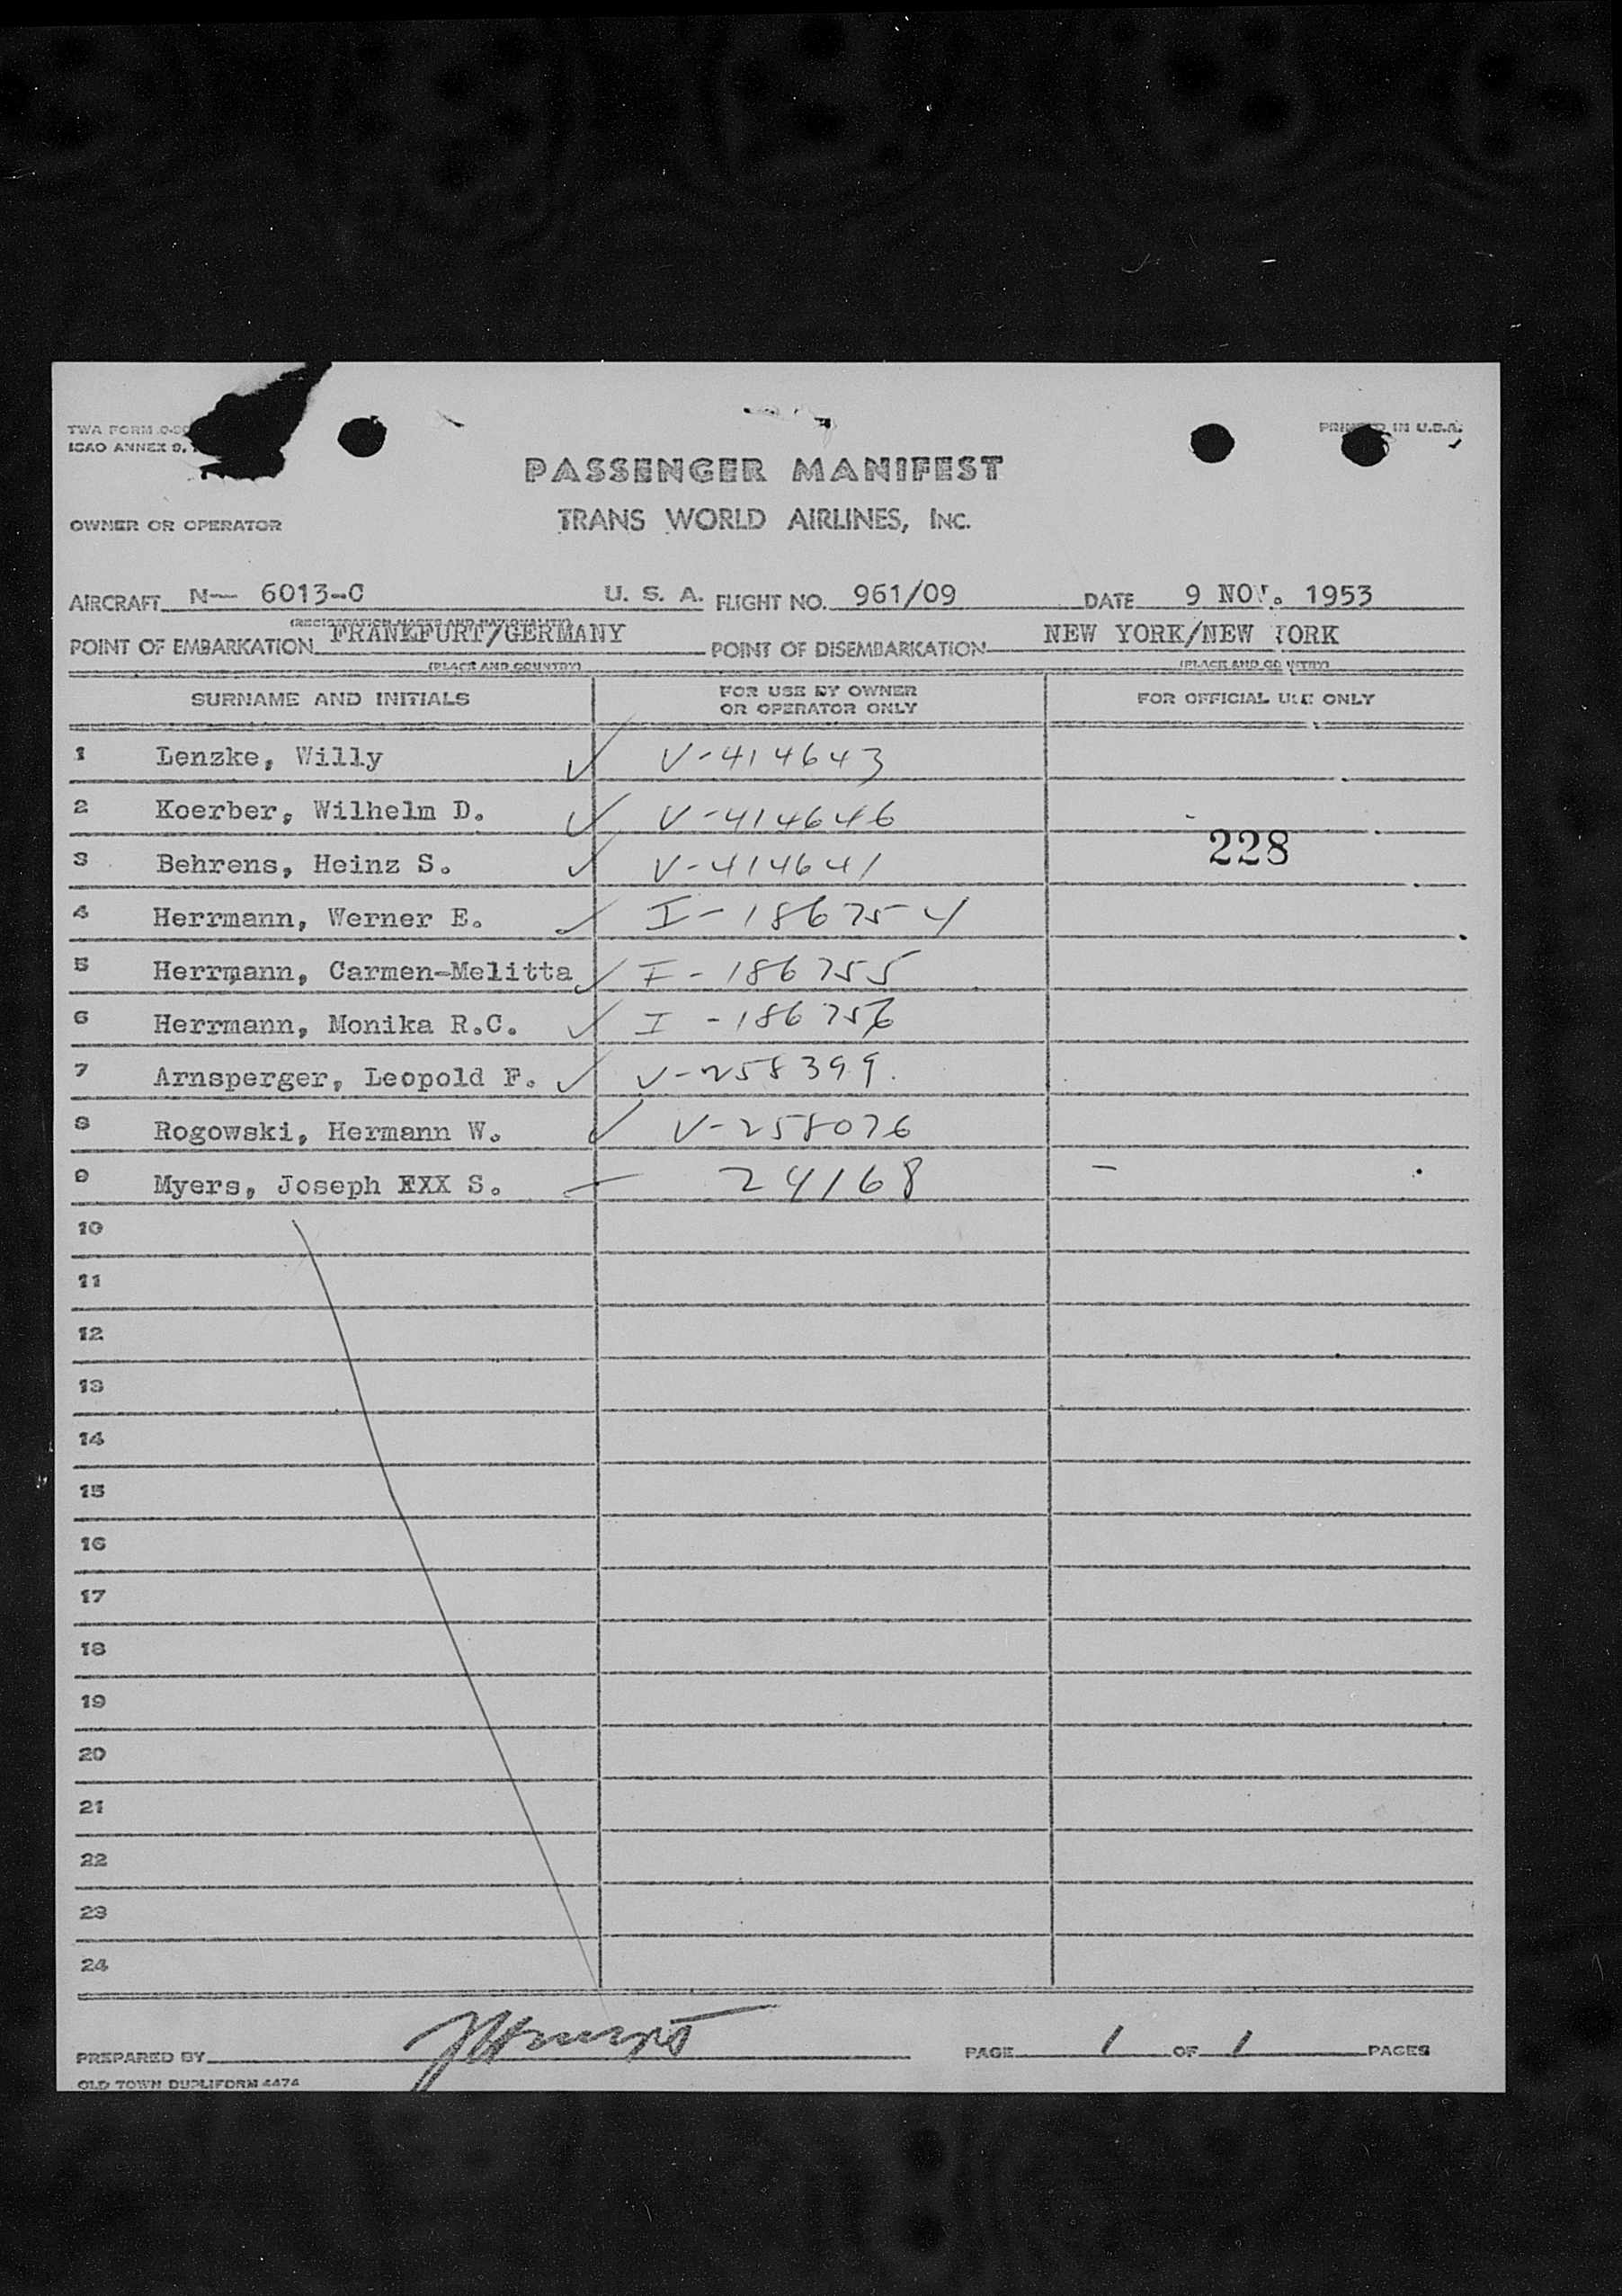 TWA FORM
ICAO ANNEX 9,
PRINTED IN U.S.A.
PASSENGER MANIFEST
OWNER OR OPERATOR
TRANS WORLD AIRLINES, INC.
AIRCRAFT N— 6013-C U. S. A. FLIGHT NO. 961/09 DATE 9 NOV. 1953
(REGISTRATION MARKS AND NATIONALITY)
POINT OF EMBARKATION FRANKFURT/GERMANY POINT OF DISEMBARKATION NEW YORK/NEW YORK
(PLACE AND COUNTRY) (PLACE AND COUNTRY)
SURNAME AND INITIALS FOR USE BY OWNER OR OPERATOR ONLY FOR OFFICIAL USE ONLY
1 Lenzke, Willy ✓ V-414643
2 Koerber, Wilhelm D. ✓ V-414646
228
3 Behrens, Heinz S. ✓ V-414641
4 Herrmann, Werner E. ✓ I-186754
5 Herrmann, Carmen-Melitta ✓ I-186755
6 Herrmann, Monika R.C. ✓ I-186756
7 Arnsperger, Leopold F. ✓ V-258399.
8 Rogowski, Hermann W. ✓ V-258076
9 Myers, Joseph EXX S. — 24168 —
10
11
12
13
14
15
16
17
18
19
20
21
22
23
24
PREPARED BY PAGE 1 OF 1 PAGES
OLD TOWN DUPLIFORM 4474